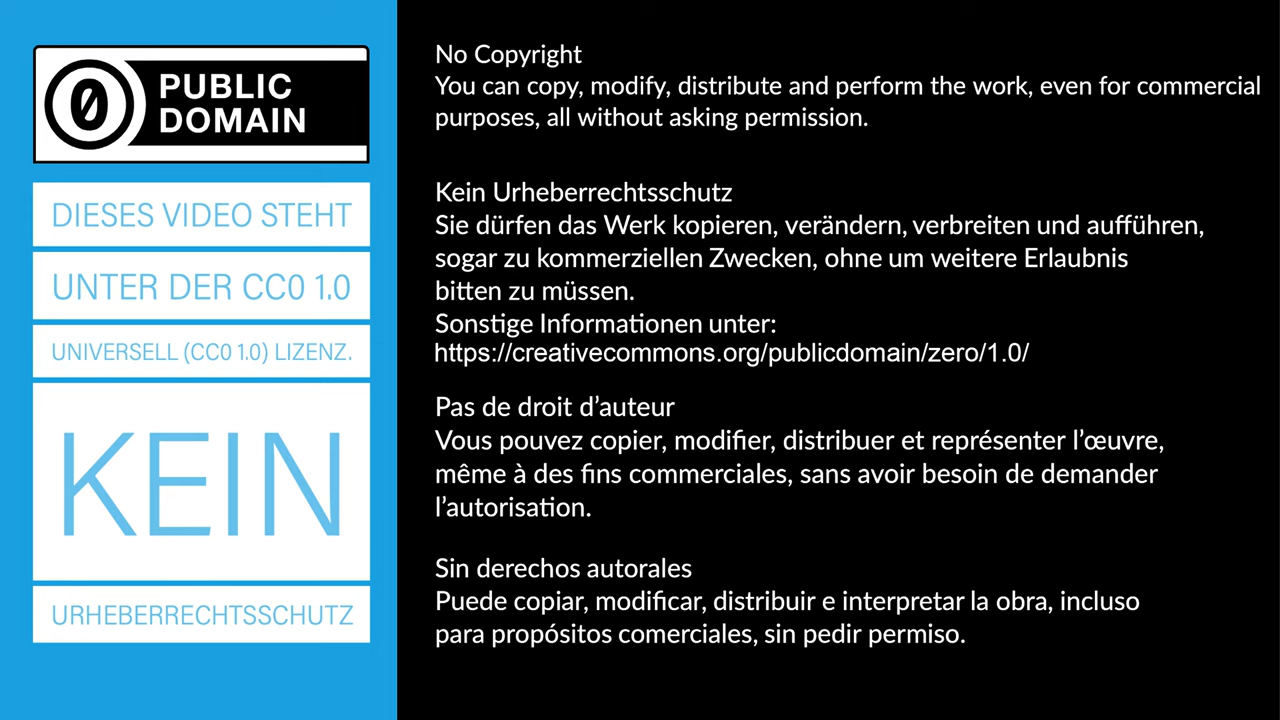 0 PUBLIC
DOMAIN
DIESES VIDEO STEHT
UNTER DER CC0 1.0
UNIVERSELL (CC0 1.0) LIZENZ.
KEIN
URHEBERRECHTSSCHUTZ
No Copyright
You can copy, modify, distribute and perform the work, even for commercial
purposes, all without asking permission.
Kein Urheberrechtsschutz
Sie dürfen das Werk kopieren, verändern, verbreiten und aufführen,
sogar zu kommerziellen Zwecken, ohne um weitere Erlaubnis
bitten zu müssen.
Sonstige Informationen unter:
https://creativecommons.org/publicdomain/zero/1.0/
Pas de droit d’auteur
Vous pouvez copier, modifier, distribuer et représenter l’œuvre,
même à des fins commerciales, sans avoir besoin de demander
l’autorisation.
Sin derechos autorales
Puede copiar, modificar, distribuir e interpretar la obra, incluso
para propósitos comerciales, sin pedir permiso.